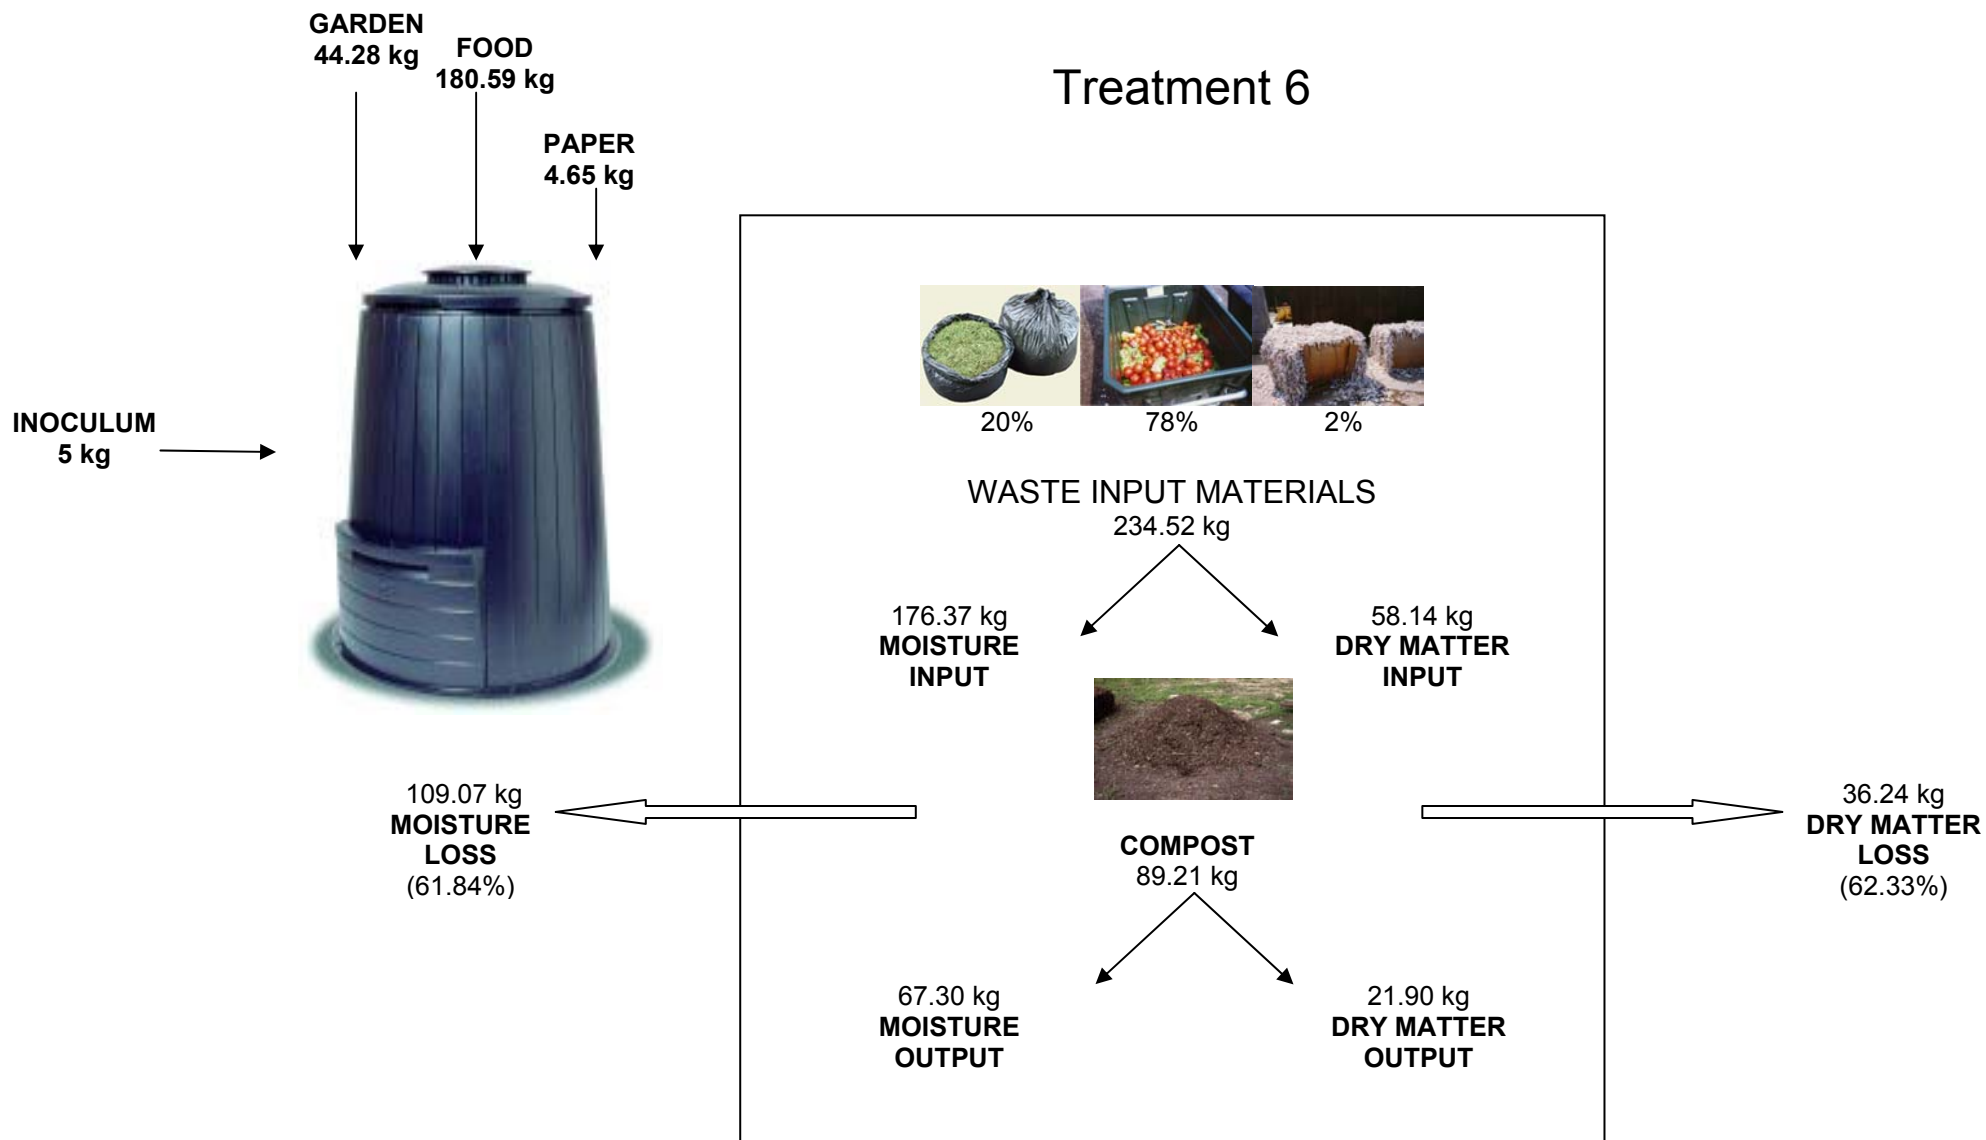 GARDEN
44.28 kg
FOOD
180.59 kg
Treatment 6
PAPER
4.65 kg
INOCULUM
5 kg
20%
78%
2%
WASTE INPUT MATERIALS
234.52 kg
176.37 kg
MOISTURE
INPUT
58.14 kg
DRY MATTER
INPUT
109.07 kg
MOISTURE
LOSS
(61.84%)
COMPOST
89.21 kg
36.24 kg
DRY MATTER
LOSS
(62.33%)
67.30 kg
MOISTURE
OUTPUT
21.90 kg
DRY MATTER
OUTPUT